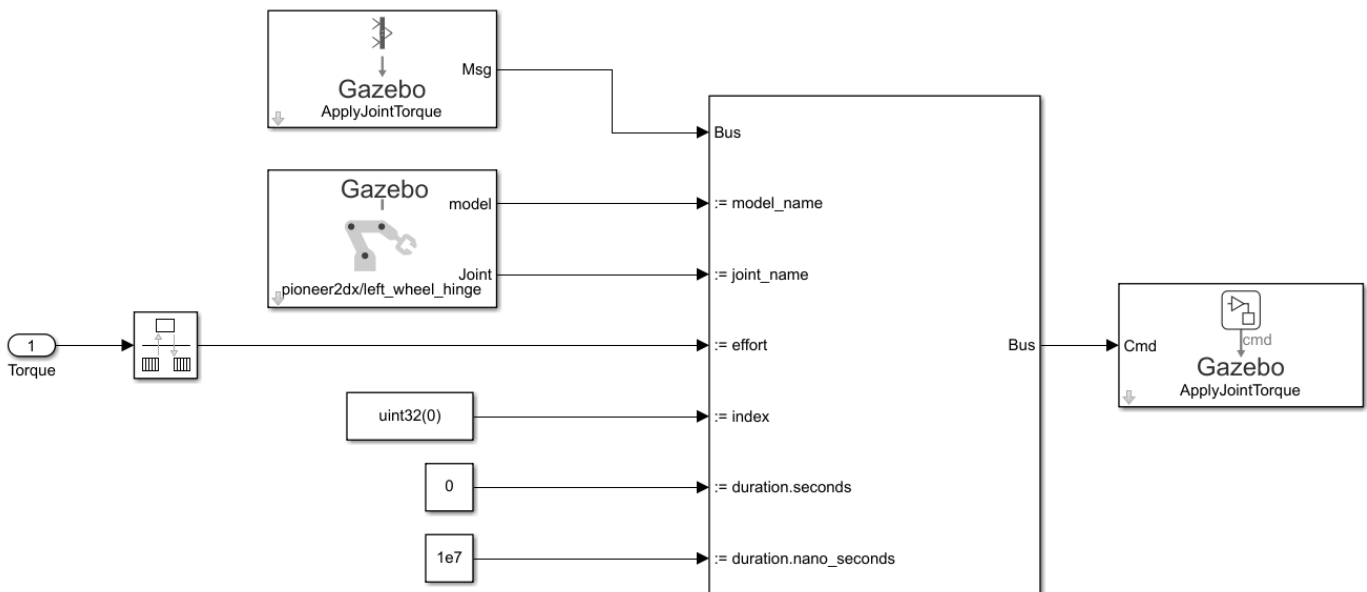 Msg
Gazebo
ApplyJointTorque
Bus
Gazebo
model
:= model_name
Joint
:= joint_name
pioneer2dx/left_wheel_hinge
1
Torque
:= effort
Bus
Cmd
cmd
Gazebo
ApplyJointTorque
uint32(0)
:= index
0
:= duration.seconds
1e7
:= duration.nano_seconds